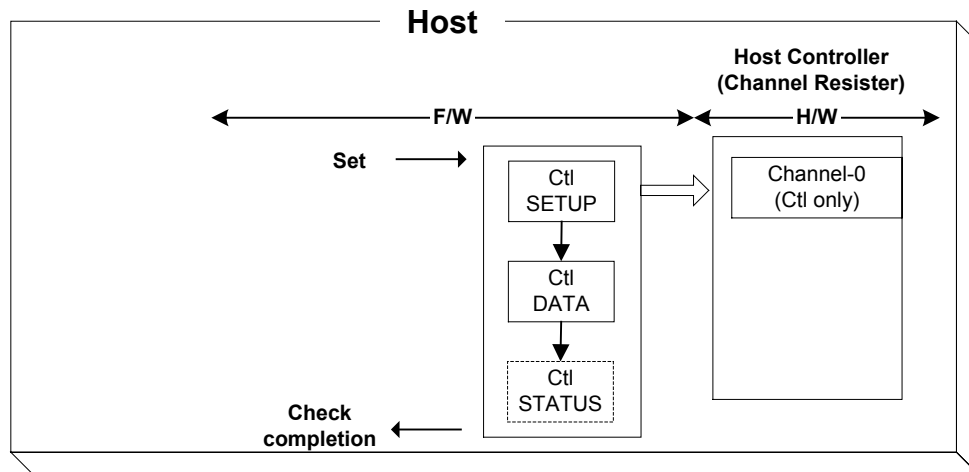 Host
Host Controller
(Channel Resister)
F/W
H/W
Set
Ctl
SETUP
Channel-0
(Ctl only)
Ctl
DATA
Ctl
STATUS
Check
completion